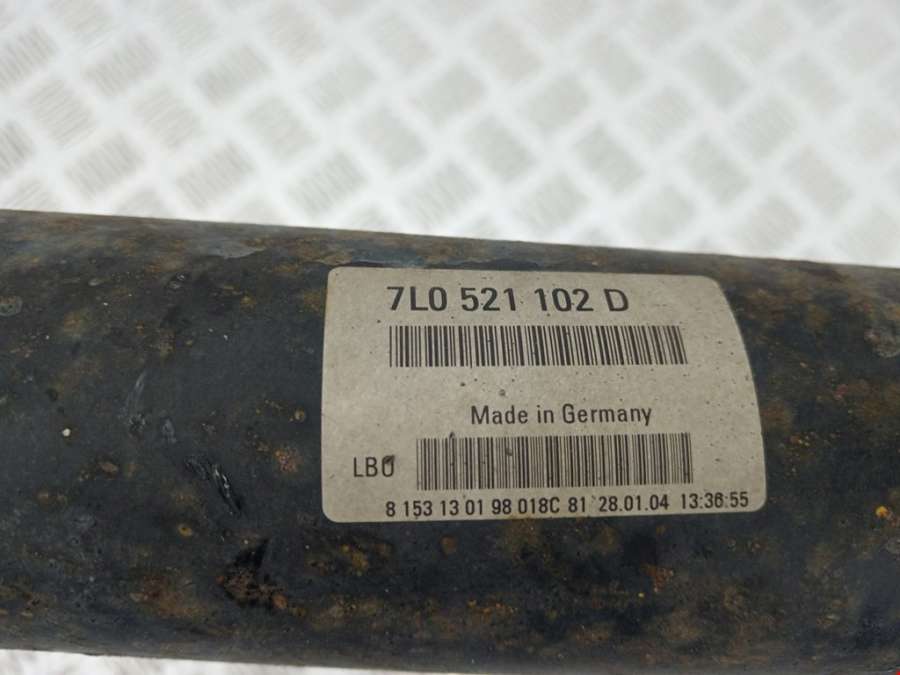 7L0 521 102 D
Made in Germany
LB0
8 153 13 01 98 018C 81 28.01.04 13:36:55